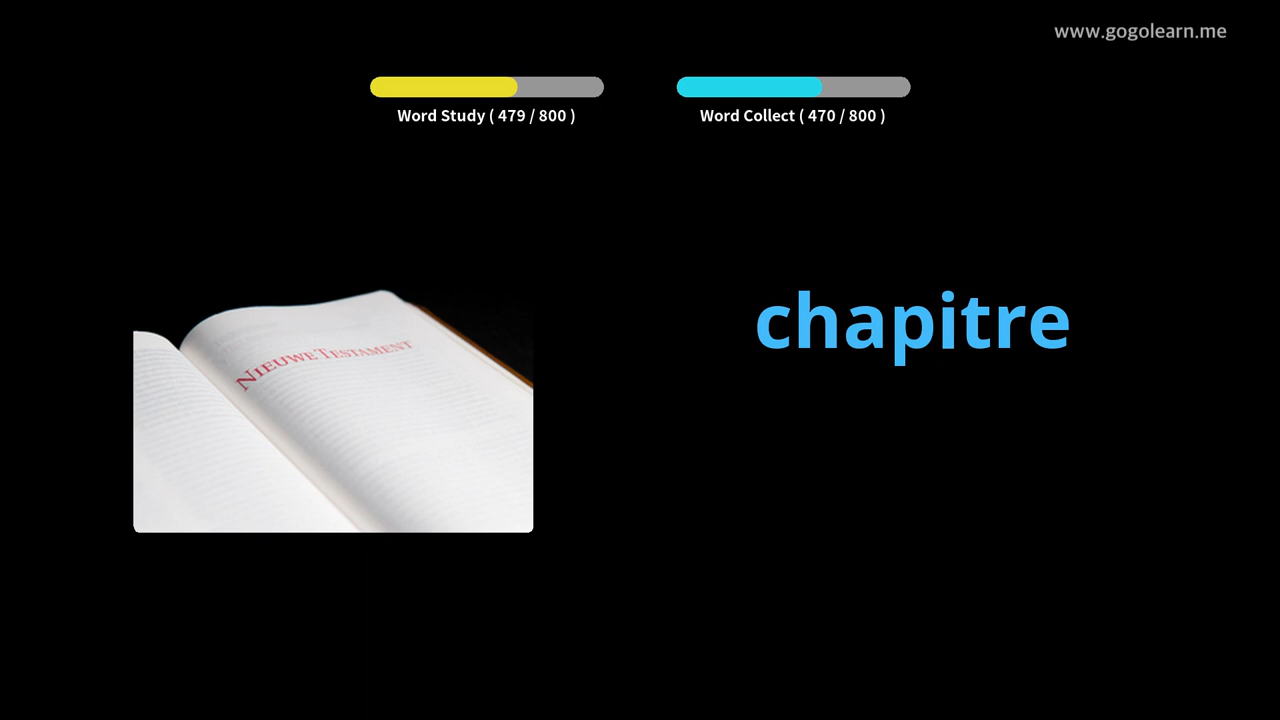 www.gogolearn.me
Word Study ( 479 / 800 )
Word Collect ( 470 / 800 )
NIEUWE TESTAMENT
chapitre